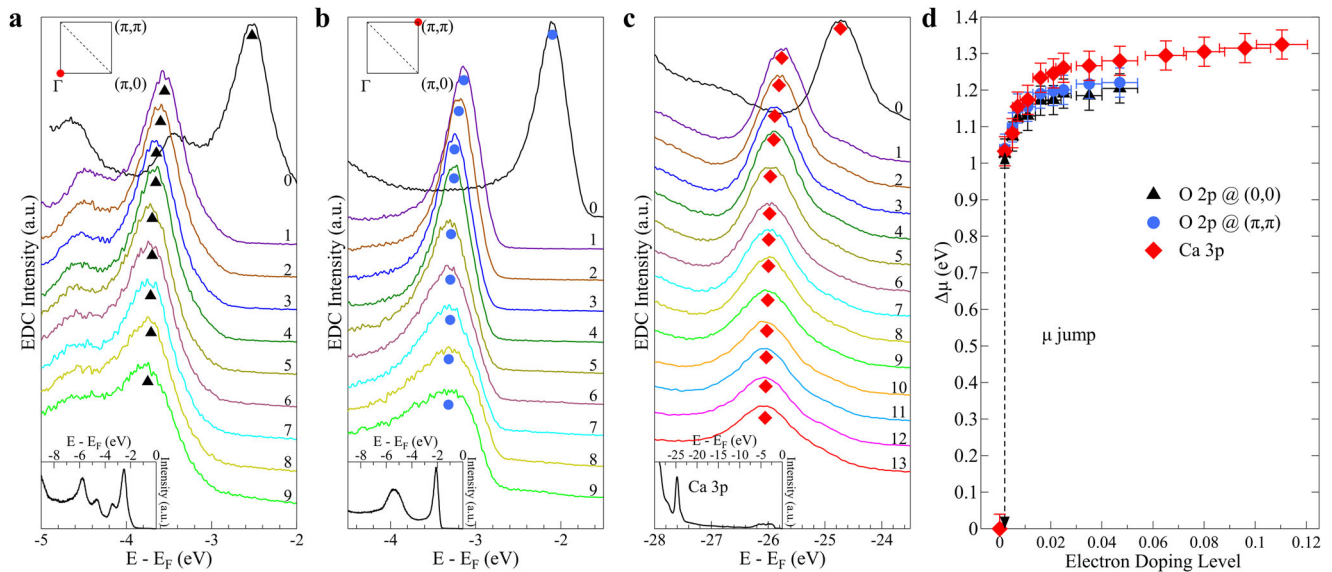 a
(π,π)
Γ
(π,0)
EDC Intensity (a.u.)
0
1
2
3
4
5
6
7
8
9
E - EF (eV)
-8 -6 -4 -2 0
Intensity (a.u.)
-5 -4 -3 -2
E - EF (eV)
b
(π,π)
Γ
(π,0)
EDC Intensity (a.u.)
0
1
2
3
4
5
6
7
8
9
E - EF (eV)
-8 -6 -4 -2 0
Intensity (a.u.)
-4 -3 -2
E - EF (eV)
c
EDC Intensity (a.u.)
0
1
2
3
4
5
6
7
8
9
10
11
12
13
E - EF (eV)
-25 -20 -15 -10 -5 0
Intensity (a.u.)
Ca 3p
-28 -27 -26 -25 -24
E - EF (eV)
d
1.4
1.3
1.2
1.1
1
0.9
0.8
0.7
0.6
0.5
0.4
0.3
0.2
0.1
0
Δμ (eV)
O 2p @ (0,0)
O 2p @ (π,π)
Ca 3p
μ jump
0 0.02 0.04 0.06 0.08 0.10 0.12
Electron Doping Level